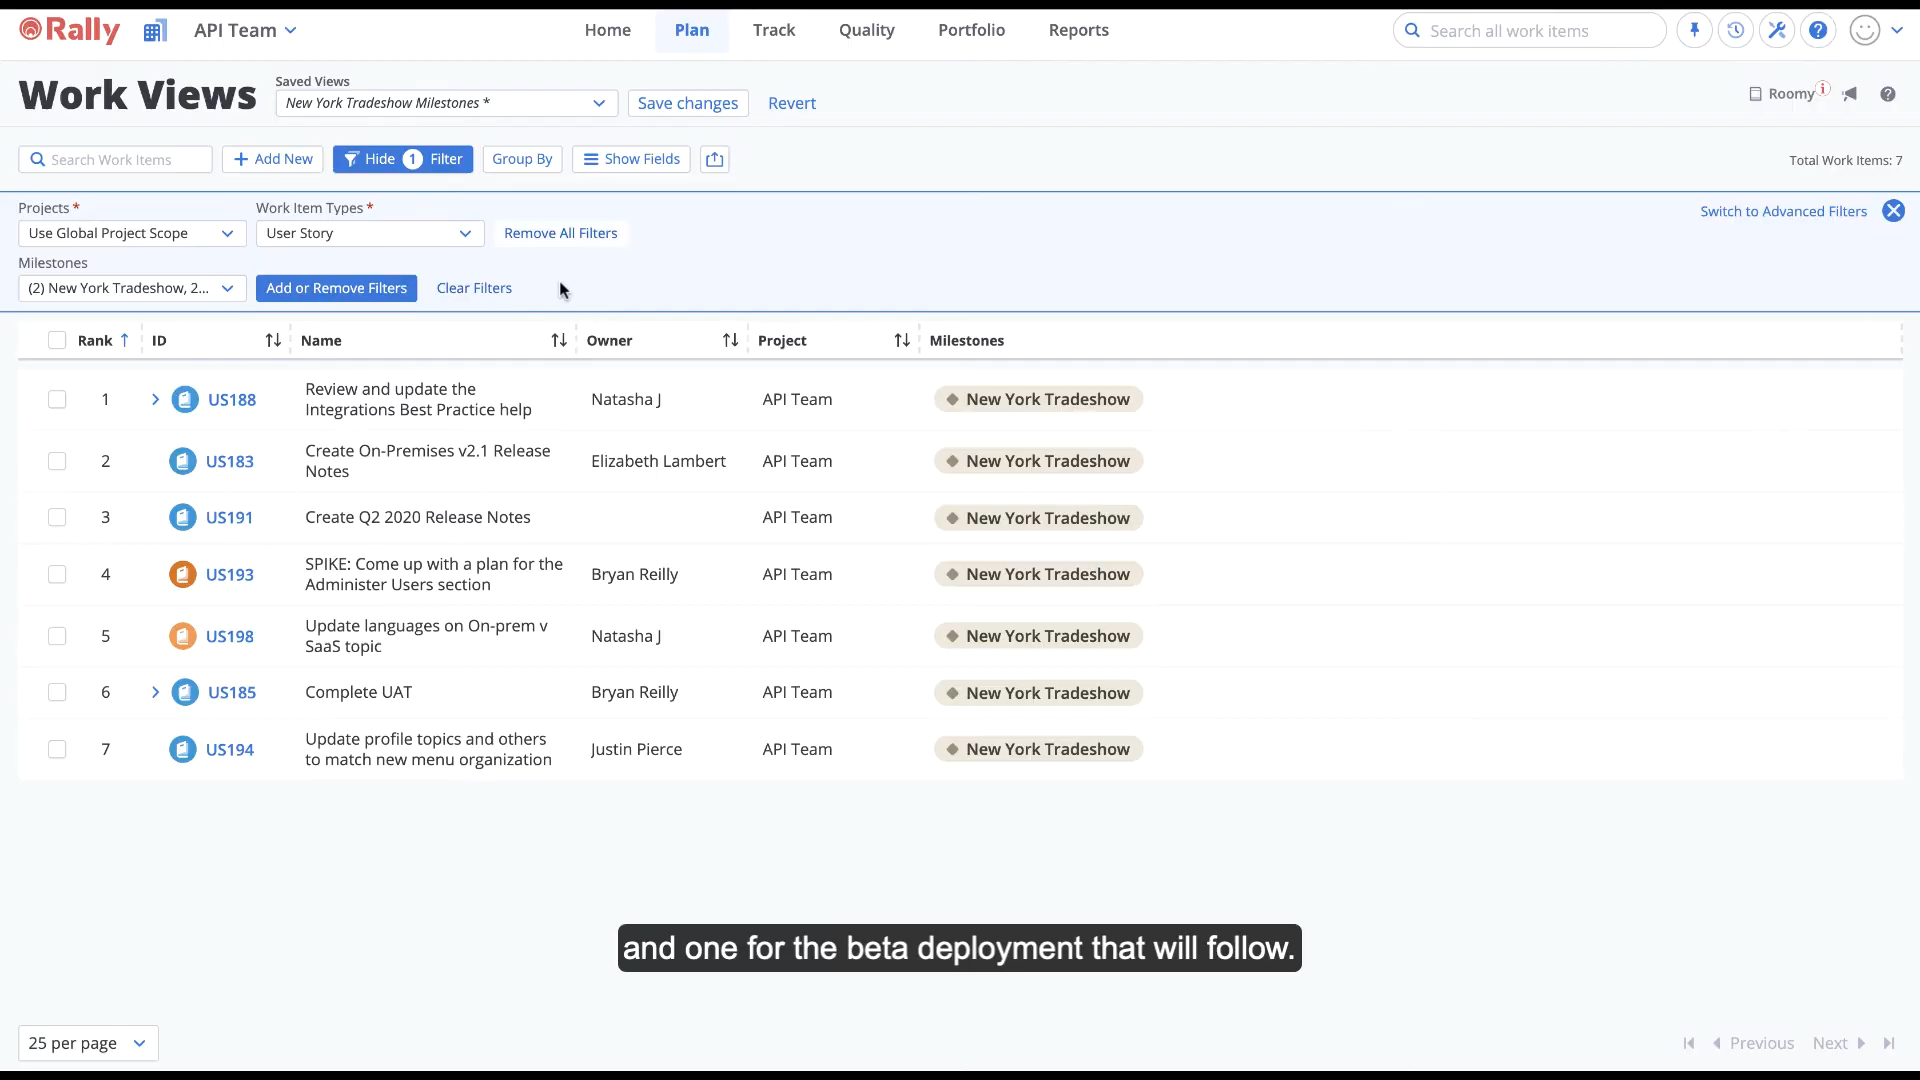 Rally API Team Home Plan Track Quality Portfolio Reports Search all work items
Work Views Saved Views
New York Tradeshow Milestones * Save changes Revert Roomy
Search Work Items Add New Hide 1 Filter Group By Show Fields Total Work Items: 7
Projects * Work Item Types * Switch to Advanced Filters
Use Global Project Scope User Story Remove All Filters
Milestones
(2) New York Tradeshow, 2... Add or Remove Filters Clear Filters
Rank ID Name Owner Project Milestones
1 US188 Review and update the Natasha J API Team New York Tradeshow
Integrations Best Practice help
2 US183 Create On-Premises v2.1 Release Elizabeth Lambert API Team New York Tradeshow
Notes
3 US191 Create Q2 2020 Release Notes API Team New York Tradeshow
4 US193 SPIKE: Come up with a plan for the Bryan Reilly API Team New York Tradeshow
Administer Users section
5 US198 Update languages on On-prem v Natasha J API Team New York Tradeshow
SaaS topic
6 US185 Complete UAT Bryan Reilly API Team New York Tradeshow
7 US194 Update profile topics and others Justin Pierce API Team New York Tradeshow
to match new menu organization
and one for the beta deployment that will follow.
25 per page Previous Next